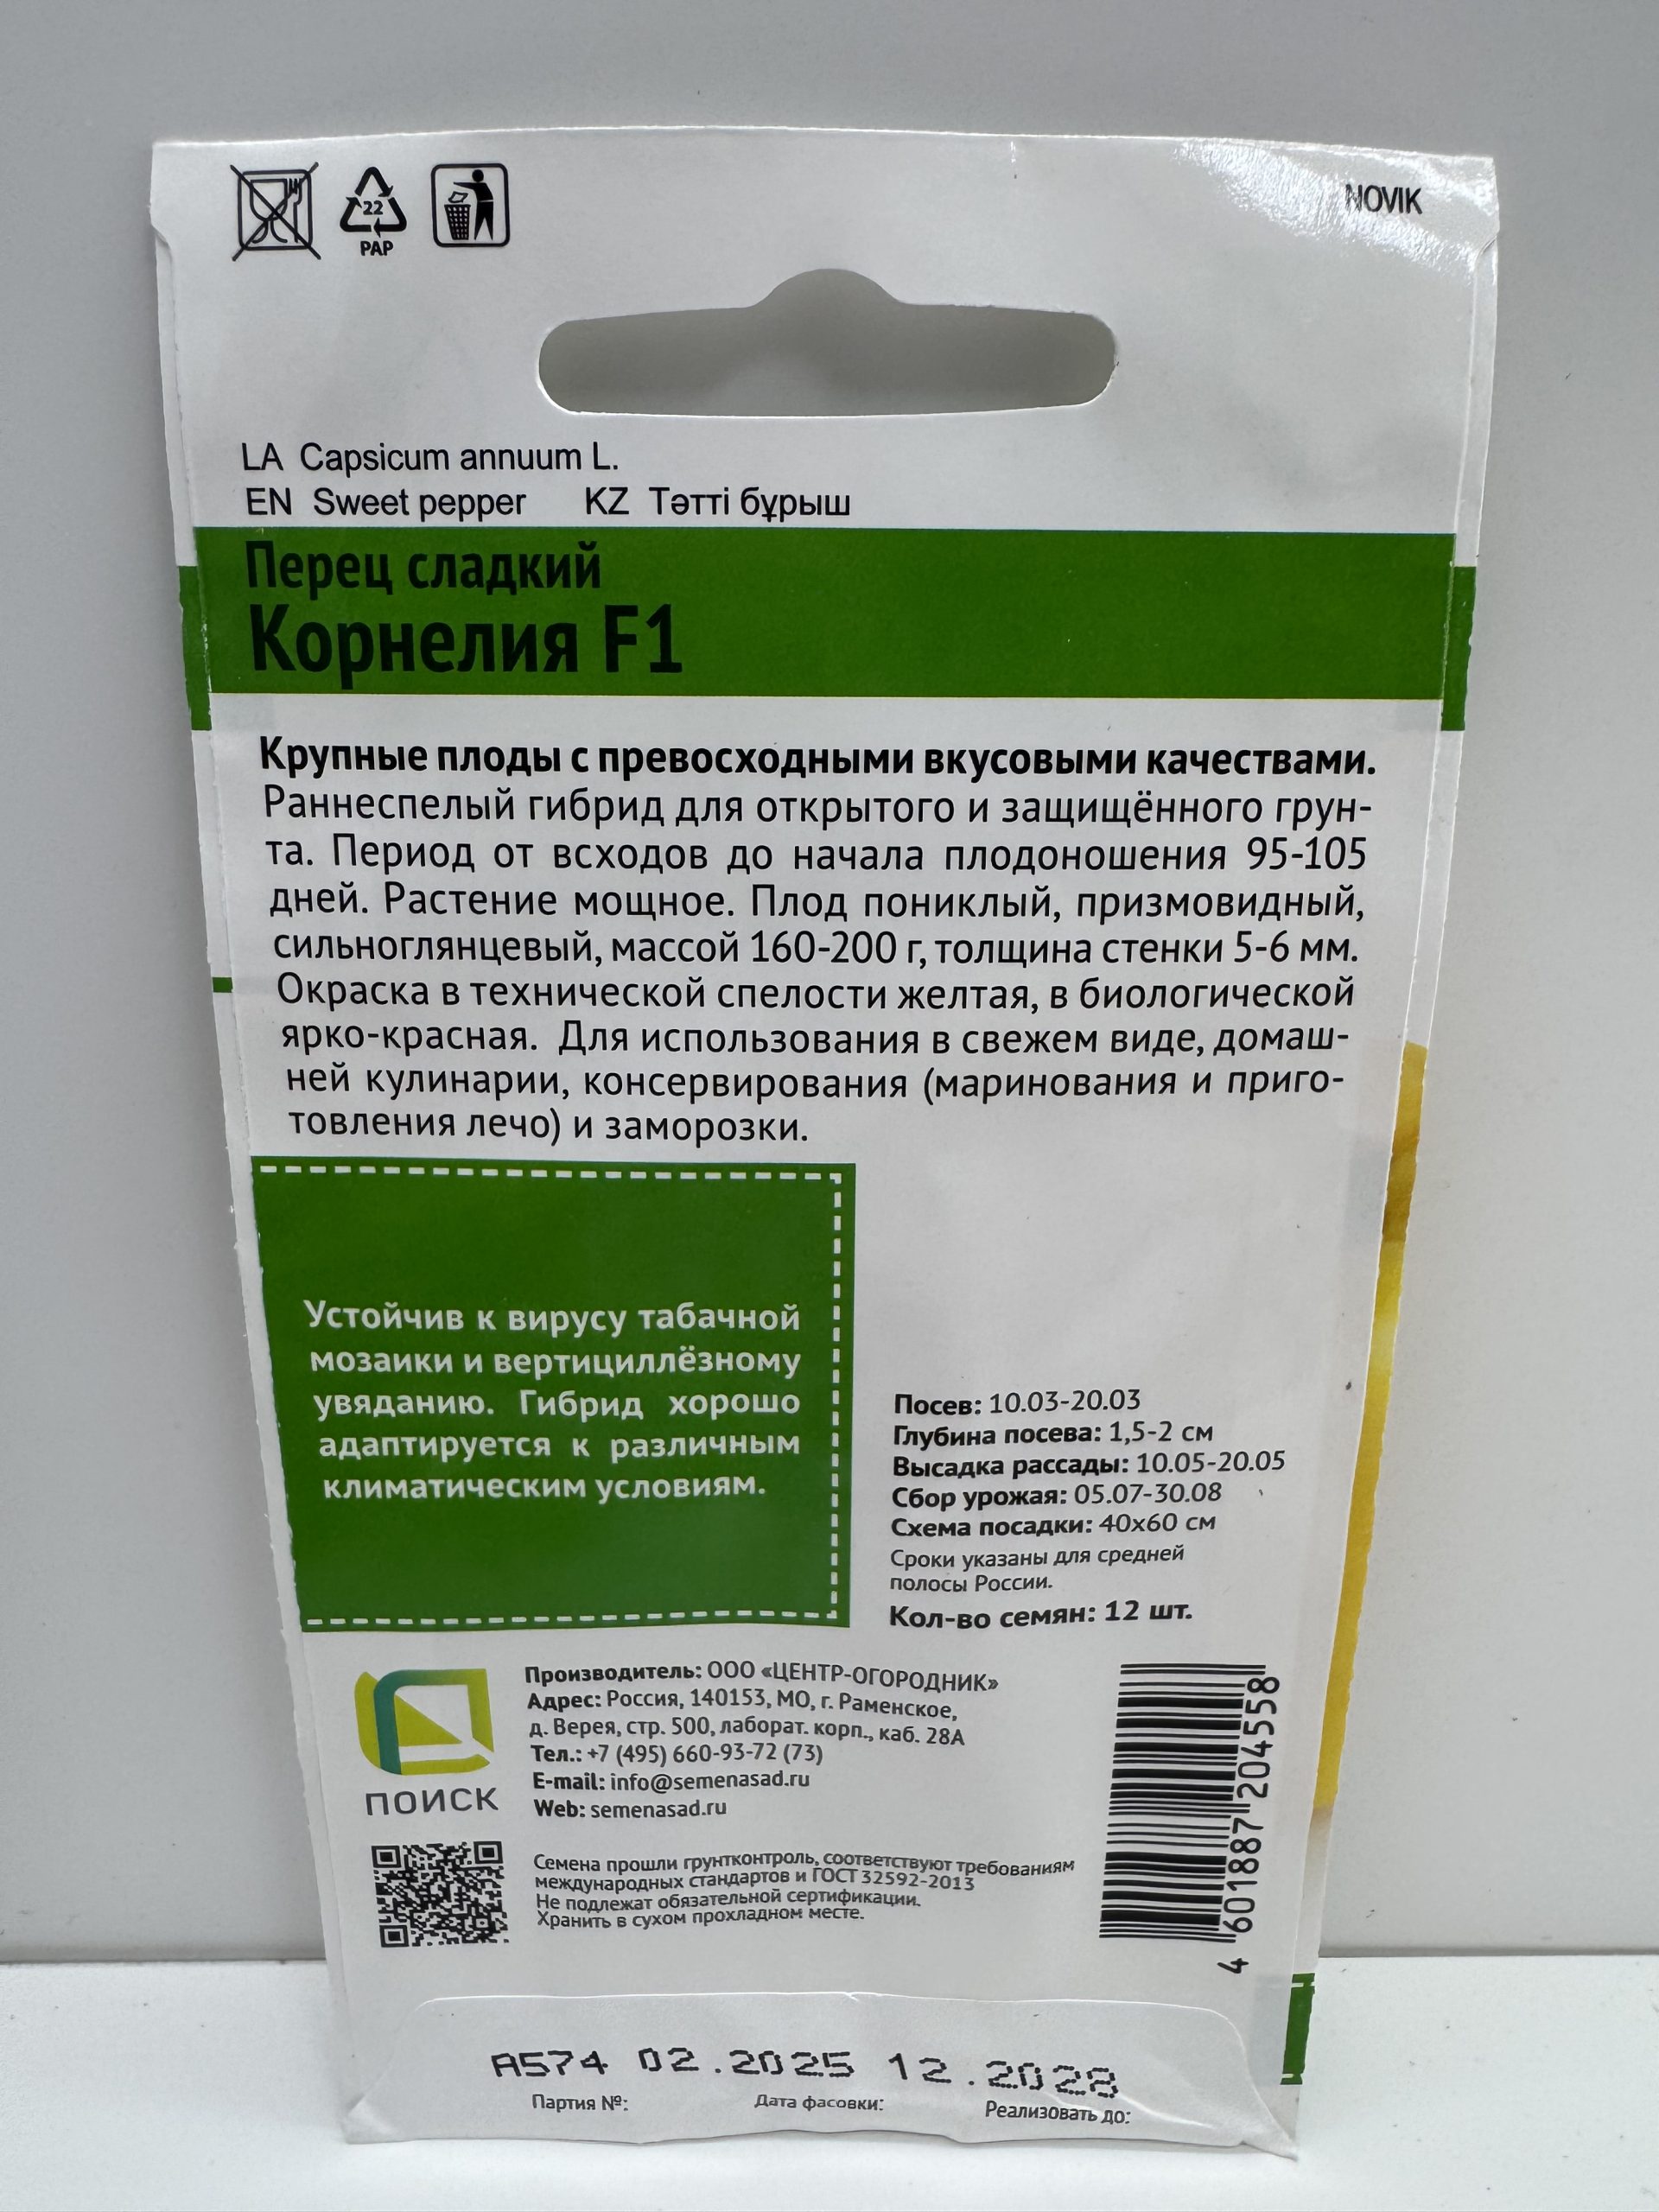 22
PAP
NOVIK
LA Capsicum annuum L.
EN Sweet pepper KZ Тәтті бұрыш
Перец сладкий
Корнелия F1
Крупные плоды с превосходными вкусовыми качествами.
Раннеспелый гибрид для открытого и защищённого грун-
та. Период от всходов до начала плодоношения 95-105
дней. Растение мощное. Плод пониклый, призмовидный,
сильноглянцевый, массой 160-200 г, толщина стенки 5-6 мм.
Окраска в технической спелости желтая, в биологической
ярко-красная. Для использования в свежем виде, домаш-
ней кулинарии, консервирования (маринования и приго-
товления лечо) и заморозки.
Устойчив к вирусу табачной
мозаики и вертициллёзному
увяданию. Гибрид хорошо
адаптируется к различным
климатическим условиям.
Посев: 10.03-20.03
Глубина посева: 1,5-2 см
Высадка рассады: 10.05-20.05
Сбор урожая: 05.07-30.08
Схема посадки: 40х60 см
Сроки указаны для средней
полосы России.
Кол-во семян: 12 шт.
ПОИСК
Производитель: ООО «ЦЕНТР-ОГОРОДНИК»
Адрес: Россия, 140153, МО, г. Раменское,
д. Верея, стр. 500, лаборат. корп., каб. 28А
Тел.: +7 (495) 660-93-72 (73)
E-mail: info@semenasad.ru
Web: semenasad.ru
Семена прошли грунтконтроль, соответствуют требованиям
международных стандартов и ГОСТ 32592-2013
Не подлежат обязательной сертификации.
Хранить в сухом прохладном месте.
4 601887 204558
A574 02.2025 12.2028
Партия №: Дата фасовки: Реализовать до: